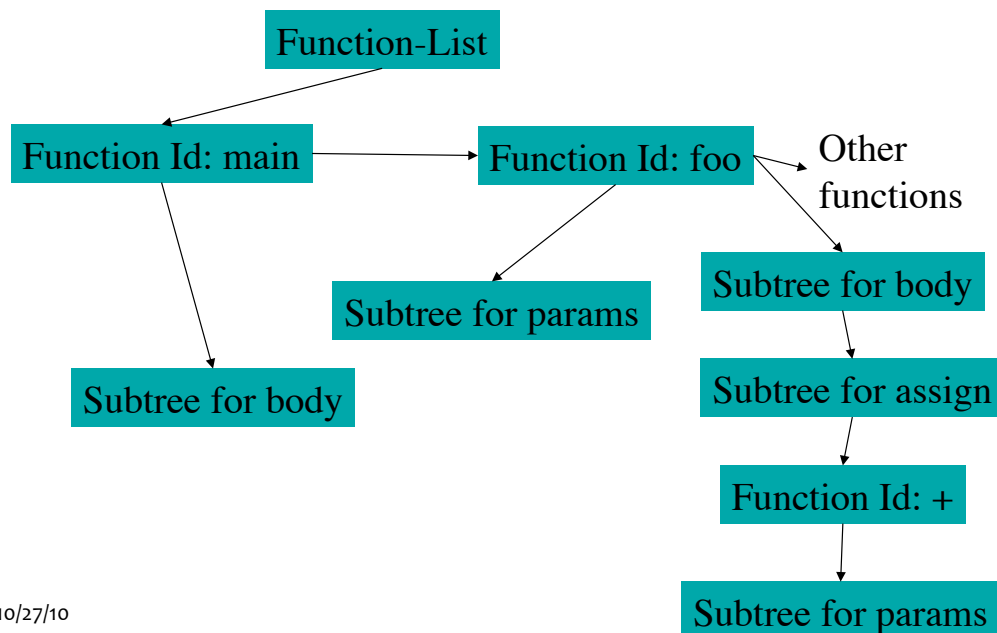 Function-List
Function Id: main
Function Id: foo
Other
functions
Subtree for body
Subtree for params
Subtree for body
Subtree for assign
Function Id: +
Subtree for params
10/27/10